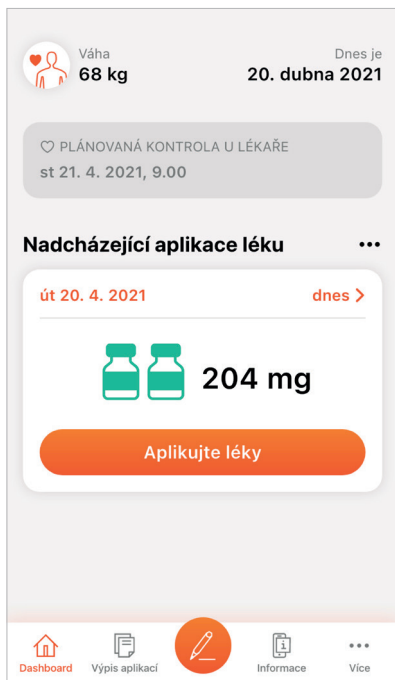 Váha
68 kg
Dnes je
20. dubna 2021
PLÁNOVANÁ KONTROLA U LÉKAŘE
st 21. 4. 2021, 9.00
Nadcházející aplikace léku
út 20. 4. 2021
dnes
204 mg
Aplikujte léky
Dashboard
Výpis aplikací
Informace
Více